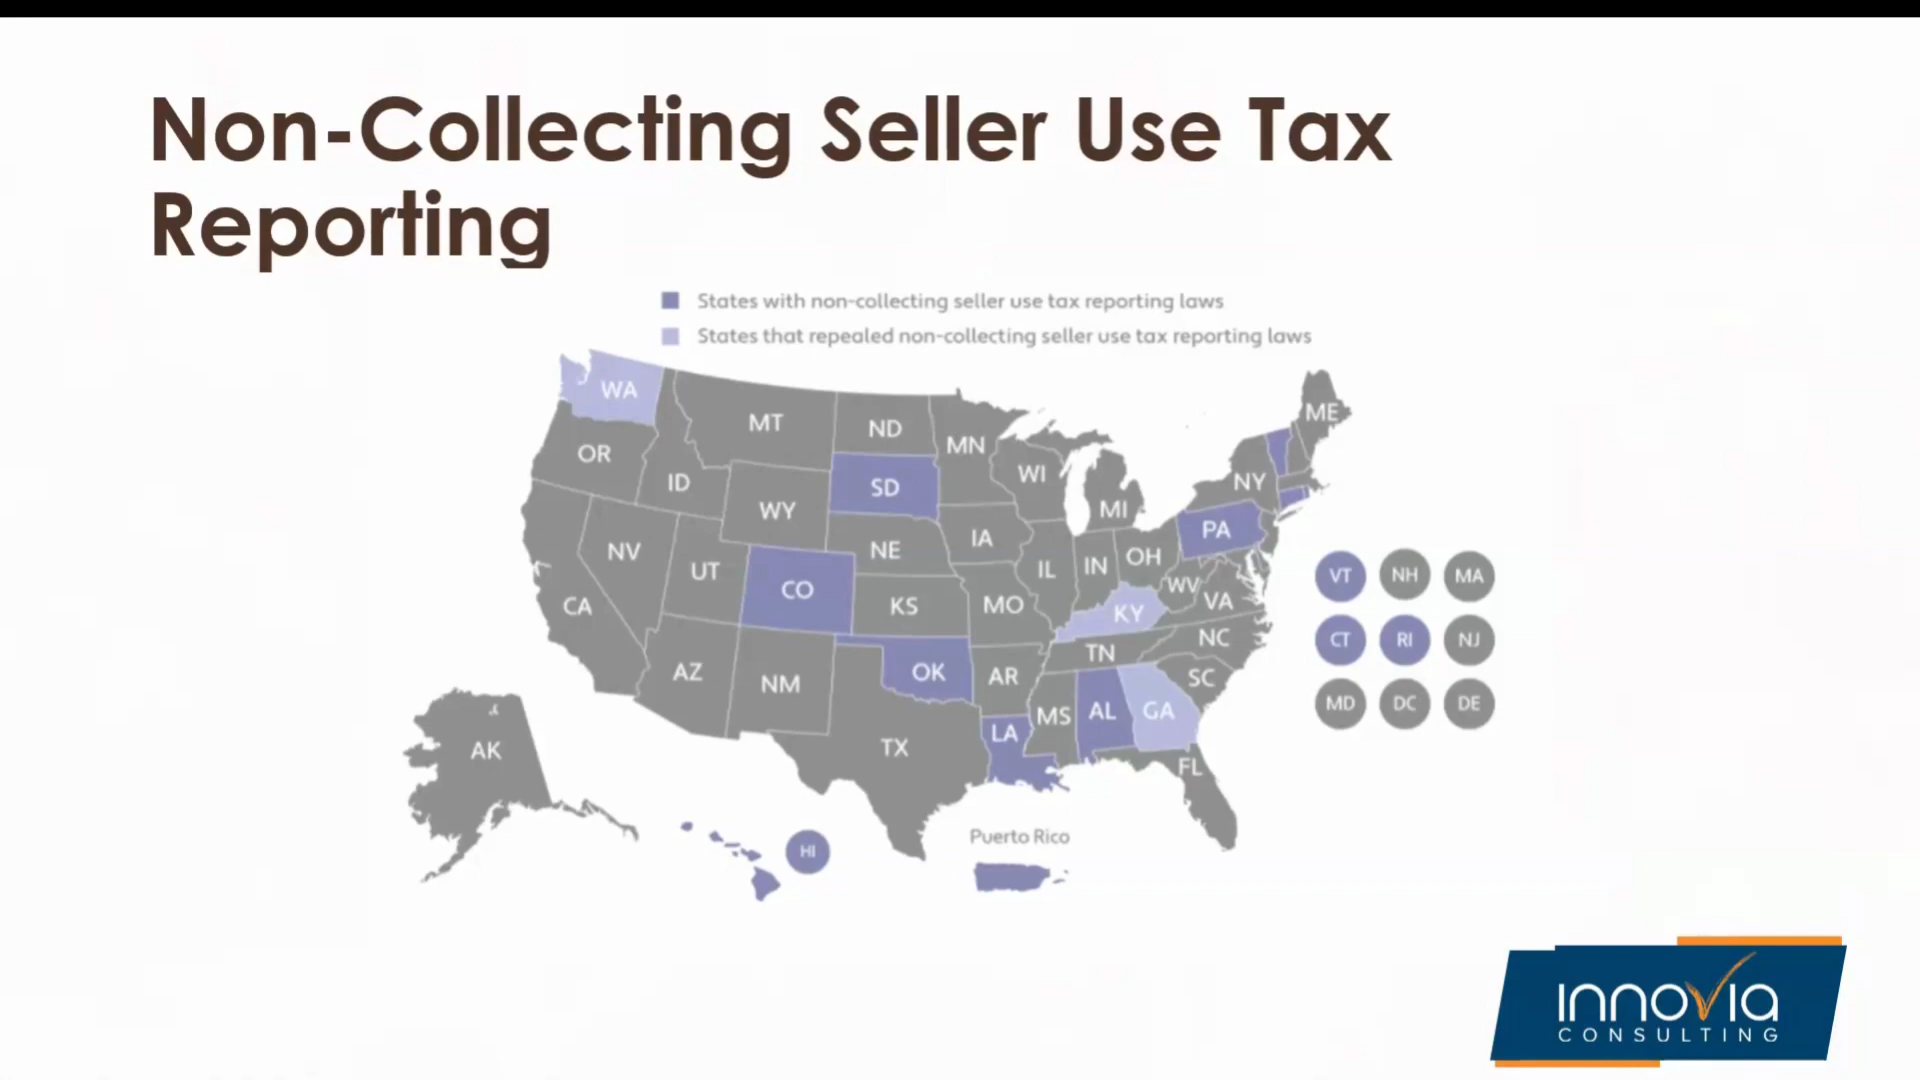 Non-Collecting Seller Use Tax
Reporting
States with non-collecting seller use tax reporting laws
States that repealed non-collecting seller use tax reporting laws
WA
MT
ND
MN
ME
OR
ID
WY
SD
WI
MI
NY
NV
UT
CO
NE
IA
IL
IN
OH
PA
CA
KS
MO
KY
WV
VA
AZ
NM
OK
AR
TN
NC
SC
TX
LA
MS
AL
GA
FL
AK
HI
Puerto Rico
VT NH MA
CT RI NJ
MD DC DE
innovia
CONSULTING